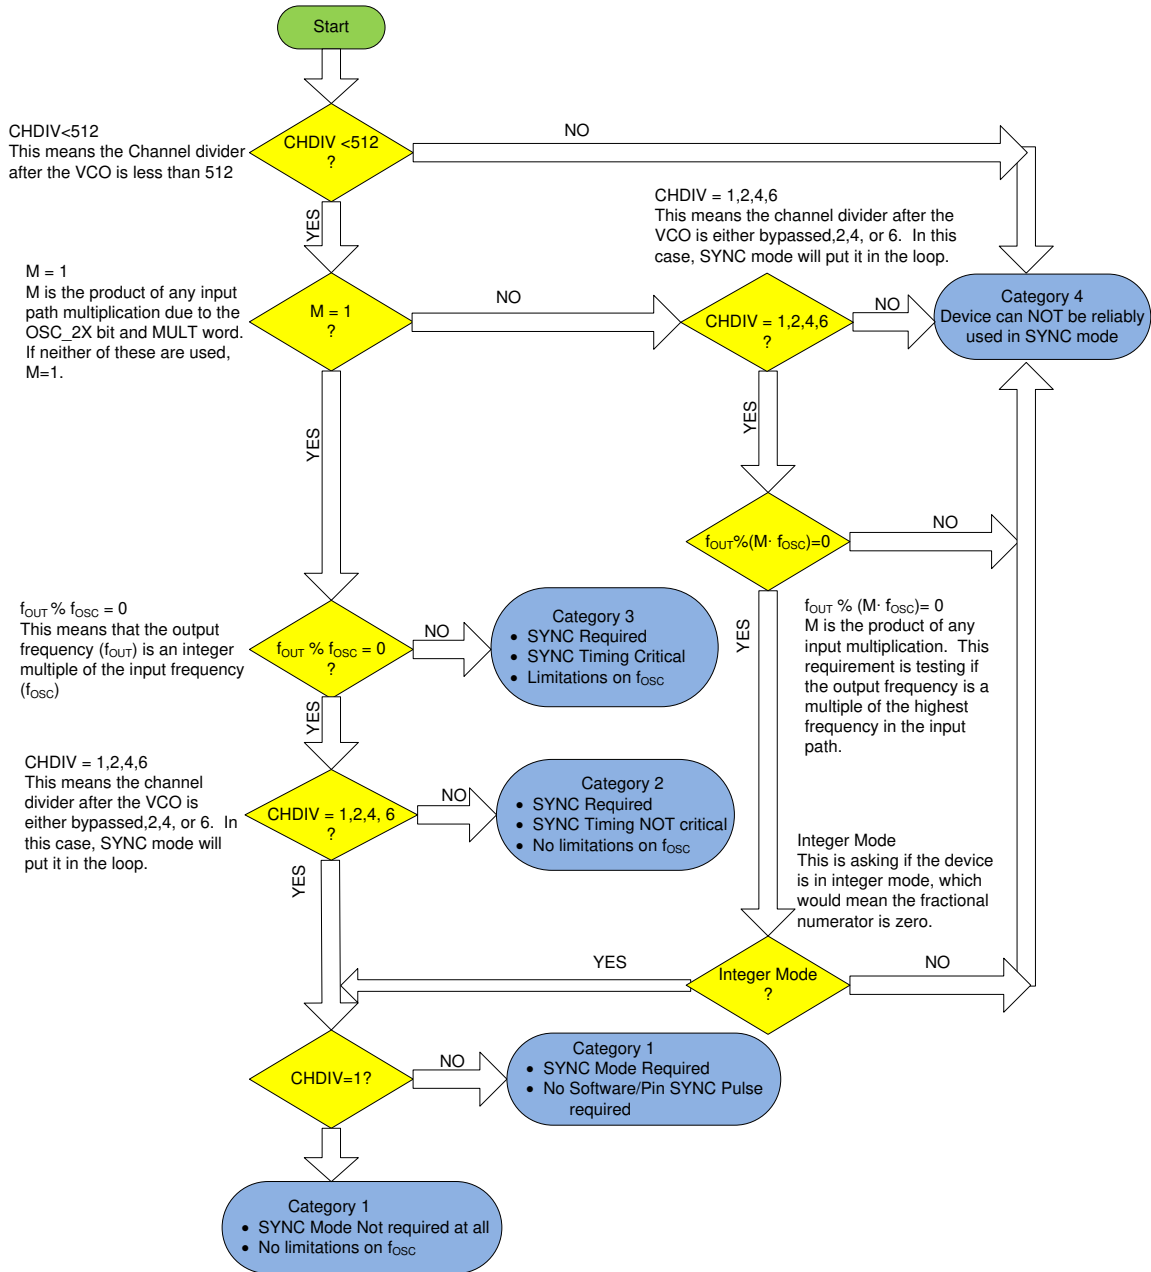 Start
CHDIV<512
This means the Channel divider
after the VCO is less than 512
CHDIV <512
?
NO
YES
CHDIV = 1,2,4,6
This means the channel divider after the
VCO is either bypassed,2,4, or 6. In this
case, SYNC mode will put it in the loop.
M = 1
M is the product of any input
path multiplication due to the
OSC_2X bit and MULT word.
If neither of these are used,
M=1.
M = 1
?
NO
CHDIV = 1,2,4,6
?
NO
Category 4
Device can NOT be reliably
used in SYNC mode
YES
YES
fOUT%(M· fOSC)=0
NO
fOUT % fOSC = 0
This means that the output
frequency (fOUT) is an integer
multiple of the input frequency
(fOSC)
fOUT % fOSC = 0
?
NO
Category 3
• SYNC Required
• SYNC Timing Critical
• Limitations on fOSC
YES
fOUT % (M· fOSC)= 0
M is the product of any
input multiplication. This
requirement is testing if
the output frequency is a
multiple of the highest
frequency in the input
path.
YES
CHDIV = 1,2,4,6
This means the channel
divider after the VCO is
either bypassed,2,4, or 6. In
this case, SYNC mode will
put it in the loop.
CHDIV = 1,2,4, 6
?
NO
Category 2
• SYNC Required
• SYNC Timing NOT critical
• No limitations on fOSC
YES
Integer Mode
This is asking if the device
is in integer mode, which
would mean the fractional
numerator is zero.
Integer Mode
?
YES
NO
CHDIV=1?
NO
Category 1
• SYNC Mode Required
• No Software/Pin SYNC Pulse
required
Category 1
• SYNC Mode Not required at all
• No limitations on fOSC